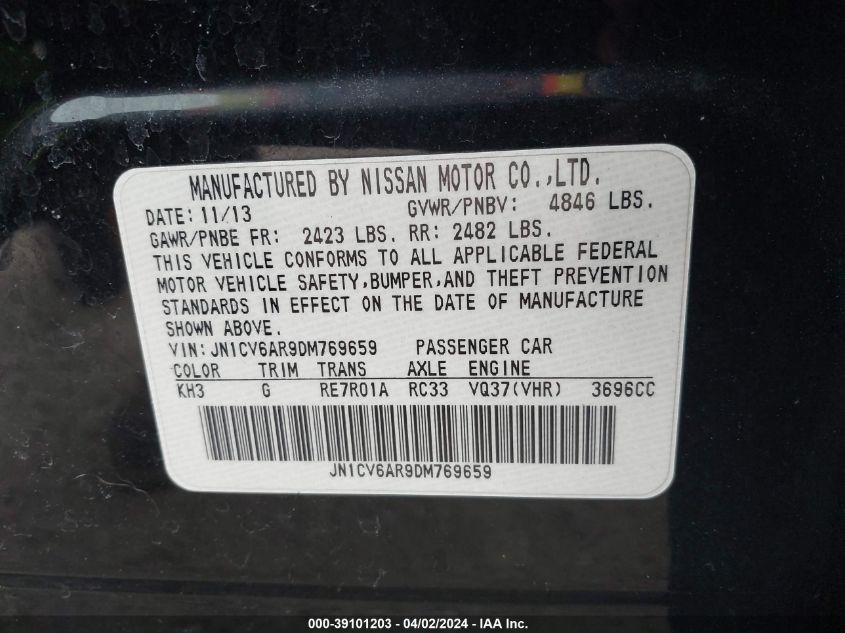 MANUFACTURED BY NISSAN MOTOR CO.,LTD.
DATE: 11/13 GVWR/PNBV: 4846 LBS.
GAWR/PNBE FR: 2423 LBS. RR: 2482 LBS.
THIS VEHICLE CONFORMS TO ALL APPLICABLE FEDERAL
MOTOR VEHICLE SAFETY,BUMPER,AND THEFT PREVENTION
STANDARDS IN EFFECT ON THE DATE OF MANUFACTURE
SHOWN ABOVE.
VIN:JN1CV6AR9DM769659 PASSENGER CAR
COLOR TRIM TRANS AXLE ENGINE
KH3 G RE7R01A RC33 VQ37(VHR) 3696CC
JN1CV6AR9DM769659
000-39101203 - 04/02/2024 - IAA Inc.